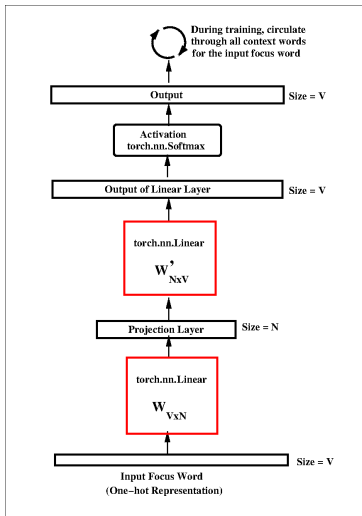 During training, circulate
through all context words
for the input focus word
Output
Size = V
Activation
torch.nn.Softmax
Output of Linear Layer
Size = V
torch.nn.Linear
W'NxV
Projection Layer
Size = N
torch.nn.Linear
WVxN
Size = V
Input Focus Word
(One-hot Representation)